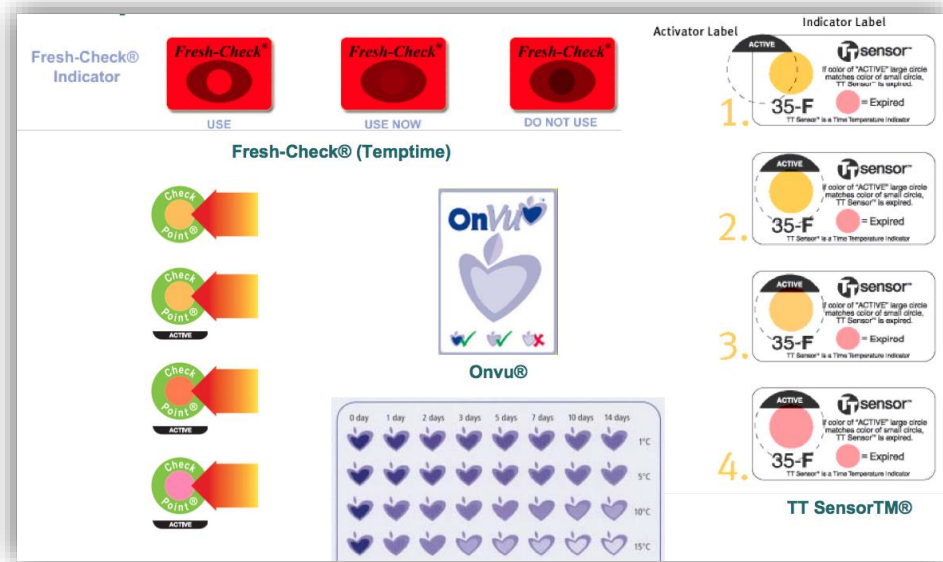 Fresh-Check®
Indicator
Fresh-Check®
Fresh-Check®
Fresh-Check®
USE
USE NOW
DO NOT USE
Fresh-Check® (Temptime)
Check
Point®
Check
Point®
ACTIVE
Check
Point®
ACTIVE
Check
Point®
ACTIVE
OnVu
Onvu®
0 day 1 day 2 days 3 days 5 days 7 days 10 days 14 days
1°C
5°C
10°C
15°C
Activator Label
Indicator Label
1.
ACTIVE
TT sensor™
If color of "ACTIVE" large circle
matches color of small circle,
TT Sensor™ is expired.
35-F
= Expired
TT Sensor™ is a Time Temperature Indicator
2.
ACTIVE
TT sensor™
If color of "ACTIVE" large circle
matches color of small circle,
TT Sensor™ is expired.
35-F
= Expired
TT Sensor™ is a Time Temperature Indicator
3.
ACTIVE
TT sensor™
If color of "ACTIVE" large circle
matches color of small circle,
TT Sensor™ is expired.
35-F
= Expired
TT Sensor™ is a Time Temperature Indicator
4.
ACTIVE
TT sensor™
If color of "ACTIVE" large circle
matches color of small circle,
TT Sensor™ is expired.
35-F
= Expired
TT Sensor™ is a Time Temperature Indicator
TT SensorTM®